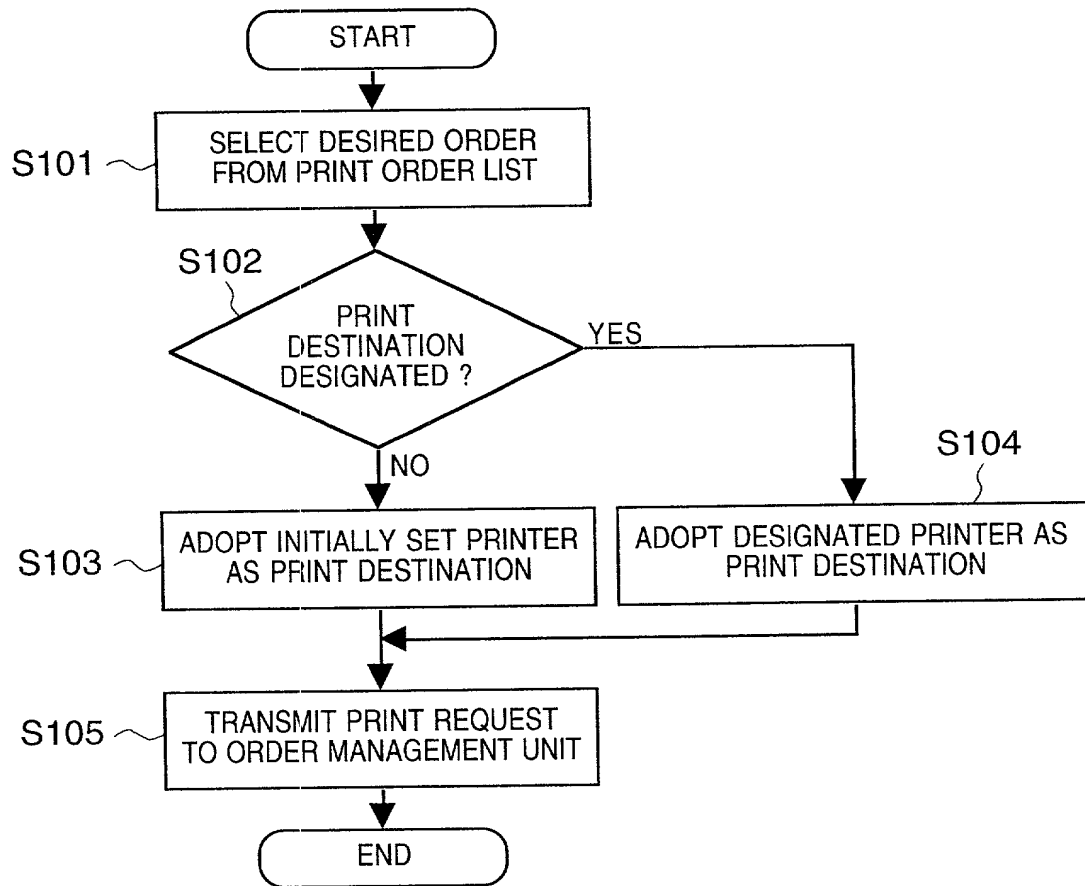 START
S101
SELECT DESIRED ORDER
FROM PRINT ORDER LIST
S102
PRINT
DESTINATION
DESIGNATED ?
YES
NO
S104
S103
ADOPT INITIALLY SET PRINTER
AS PRINT DESTINATION
ADOPT DESIGNATED PRINTER AS
PRINT DESTINATION
S105
TRANSMIT PRINT REQUEST
TO ORDER MANAGEMENT UNIT
END